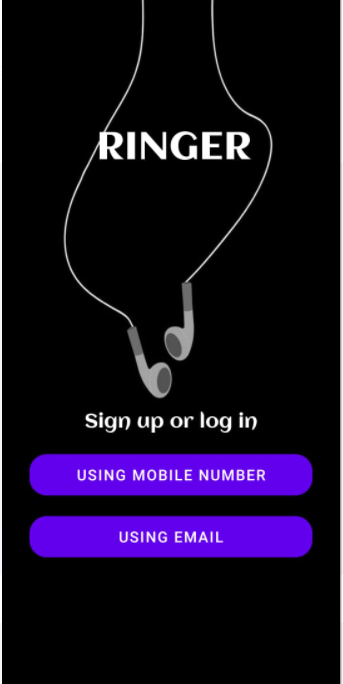 RINGER
Sign up or log in
USING MOBILE NUMBER
USING EMAIL